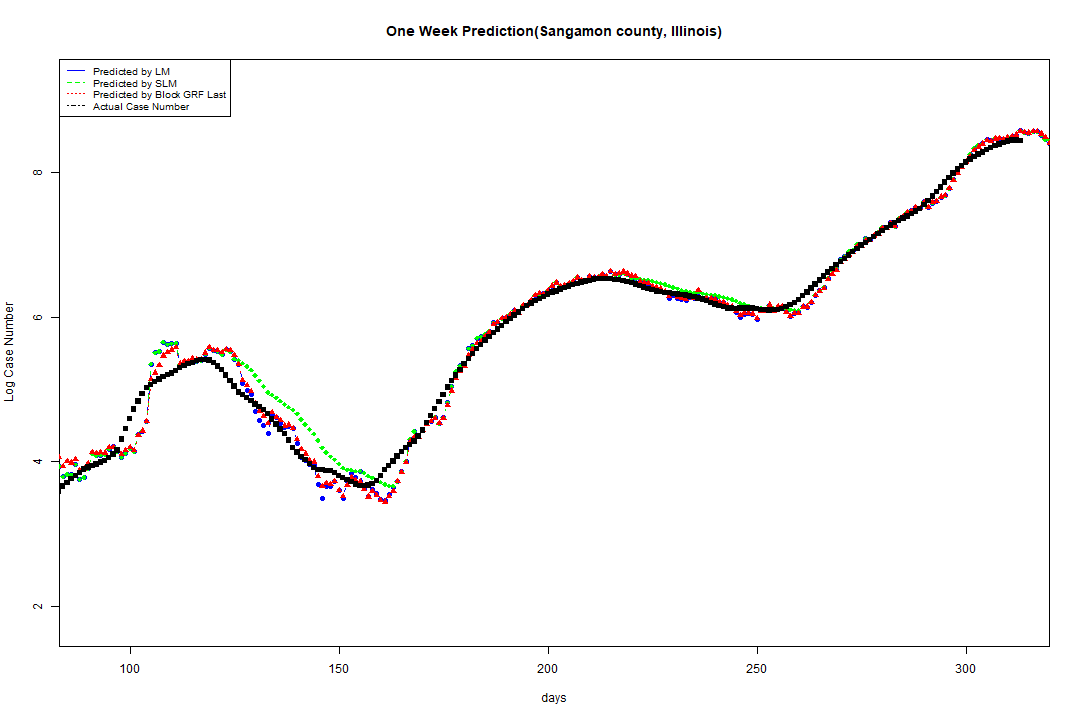 One Week Prediction(Sangamon county, Illinois)
Predicted by LM
Predicted by SLM
Predicted by Block GRF Last
Actual Case Number
Log Case Number
8
6
4
2
100 150 200 250 300
days